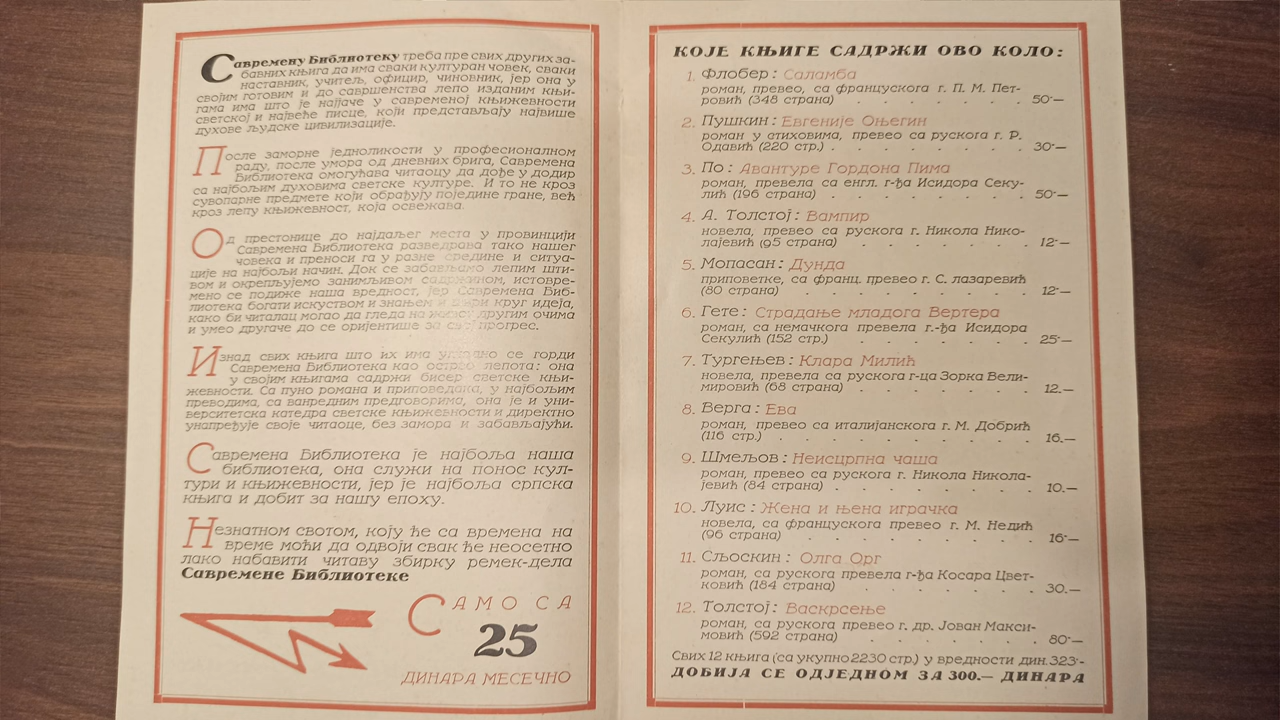 Савремену Библиотеку треба пре свих других за-
бавних књига да има сваки културан човек, сваки
наставник, учитељ, официр, чиновник, јер она у
својим готовим и до савршенства лепо изданим књи-
гама има што је најјаче у савременој књижевности
светској и највеће писце, који представљају највише
духове људске цивилизације.
После заморне једноликости у професионалном
раду, после умора од дневних брига, Савремена
Библиотека омогућава читаоцу да дође у додир
са најбољим духовима светске културе. И то не кроз
сувопарне предмете који обрађују поједине гране, већ
кроз лепу књижевност, која освежава.
Од престонице до најдаљег места у провинцији
Савремена Библиотека разведрава тако нашег
човека и преноси га у разне средине и ситуа-
ције на најбољи начин. Док се забављамо лепим шти-
вом и окрепљујемо занимљивом садржином, истовре-
мено се подиже наша вредност, јер Савремена Биб-
лиотека богати искуством и знањем и шири круг идеја,
како би читалац могао да гледа на живот другим очима
и умео другаче до се оријентише за свој прогрес.
Изнад свих књига што их има се горди
Савремена Библиотека као лепота: она
у својим књигама садржи бисер светске књи-
жевности. Са пуно романа и приповедака, у најбољим
преводима, са ванредним предговорима, она је и уни-
верситетска катедра светске књижевности и директно
унапређује своје читаоце, без замора и забављајући.
Савремена Библиотека је најбоља наша
библиотека, она служи на понос кул-
тури и књижевности, јер је најбоља српска
књига и добит за нашу епоху.
Незнатном свотом, коју ће са времена на
време моћи да одвоји свак ће неосетно
лако набавити читаву збирку ремек-дела
Савремене Библиотеке
САМО СА
25
ДИНАРА МЕСЕЧНО
КОЈЕ КЊИГЕ САДРЖИ ОВО КОЛО:
1. Флобер: Саламба
роман, превео, са француског г. П. М. Пет-
ровић (348 страна) . . . . . . . 50·—
2. Пушкин: Евгеније Оњегин
роман у стиховима, превео са рускога г. Р.
Одавић (220 стр.) . . . . . . . . 30·—
3. По: Авантуре Гордона Пима
роман, превела са енгл. г-ђа Исидора Секу-
лић (196 страна) . . . . . . . . 50·—
4. А. Толстој: Вампир
новела, превео са рускога г. Никола Нико-
лајевић (95 страна) . . . . . . . 12·—
5. Мопасан: Дунда
приповетке, са франц. превео г. С. лазаревић
(80 страна) . . . . . . . . . 12·—
6. Гете: Страдање младога Вертера
роман, са немачкога превела г.-ђа Исидора
Секулић (152 стр.) . . . . . . . 25·—
7. Тургењев: Клара Милић
новела, превела са рускога г-ца Зорка Вели-
мировић (68 страна) . . . . . . . 12.—
8. Верга: Ева
роман, превео са италијанскога г. М. Добрић
(116 стр.) . . . . . . . . . 16.—
9. Шмељов: Неисцрпна чаша
роман, превео са рускога г. Никола Никола-
јевић (84 страна) . . . . . . . . 10.—
10. Луис: Жена и њена играчка
новела, са францускога превео г. М. Недић
(96 страна) . . . . . . . . . 16·—
11. Сљоскин: Олга Орг
роман, са рускога превела г-ђа Косара Цвет-
ковић (184 страна) . . . . . . . 30.—
12. Толстој: Васкрсење
роман, са рускога превео г. др. Јован Макси-
мовић (592 страна) . . . . . . . 80·—
Свих 12 књига (са укупно 2230 стр.) у вредности дин. 323·-
ДОБИЈА СЕ ОДЈЕДНОМ ЗА 300.— ДИНАРА